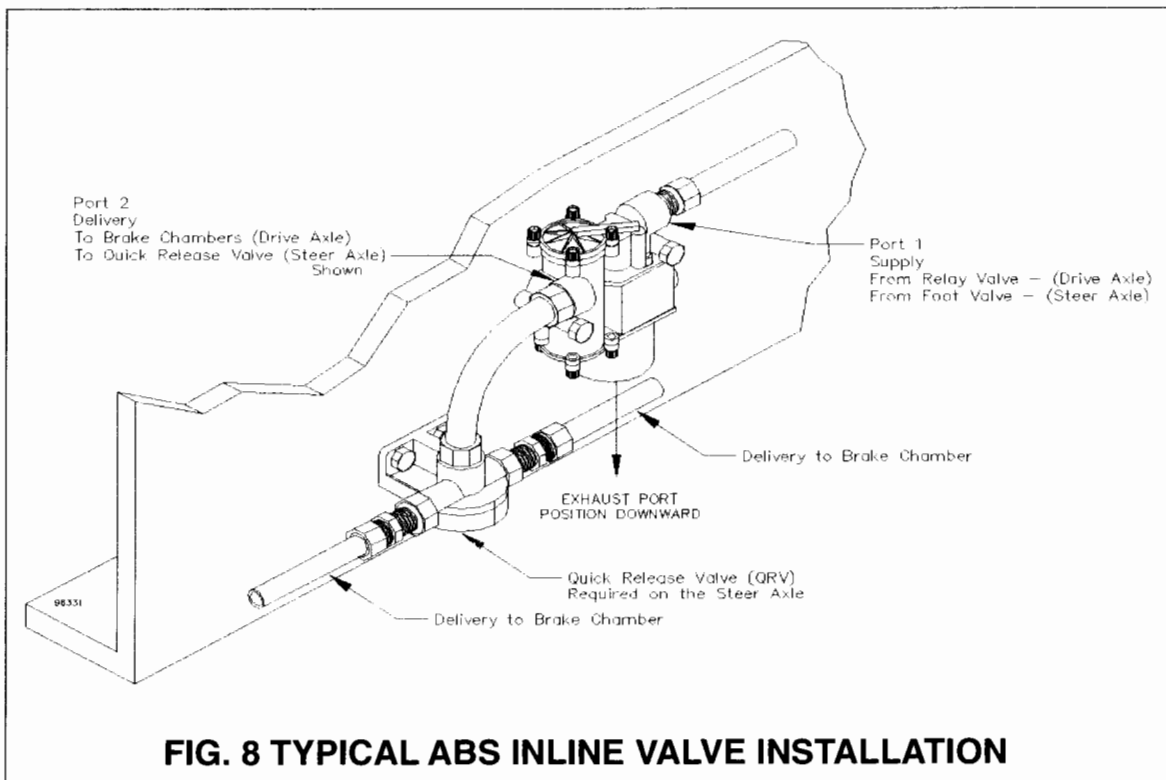 Port 2
Delivery
To Brake Chambers (Drive Axle)
To Quick Release Valve (Steer Axle)
Shown
Port 1
Supply
From Relay Valve – (Drive Axle)
From Foot Valve – (Steer Axle)
Delivery to Brake Chamber
EXHAUST PORT
POSITION DOWNWARD
Quick Release Valve (QRV)
Required on the Steer Axle
Delivery to Brake Chamber
96331
FIG. 8 TYPICAL ABS INLINE VALVE INSTALLATION